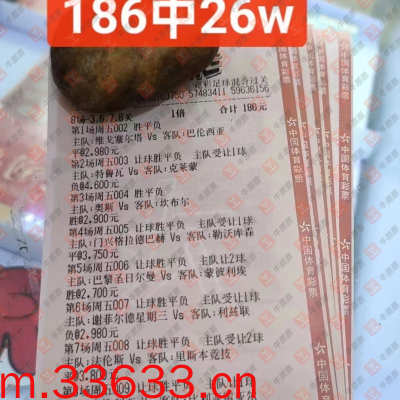 186中26w
足球混合过关
57483411 59636156
8场-3.6.7.8关 1倍 合计 186元
第1场周五002 胜平负
主队:维戈塞尔塔 Vs 客队:巴伦西亚
平@2.980元
第2场周五003 让球胜平负 主队受让1球
主队:特鲁瓦 Vs 客队:克莱蒙
负@4.600元
第3场周五004 胜平负
主队:奥斯 Vs 客队:坎布尔
胜@2.900元
第4场周五005 让球胜平负 主队受让1球
主队:门兴格拉德巴赫 Vs 客队:勒沃库森
平@3.750元
第5场周五006 让球胜平负 主队让2球
主队:巴黎圣日尔曼 Vs 客队:蒙彼利埃
胜@2.700元
第6场周五007 让球胜平负 主队让1球
主队:谢菲尔德星期三 Vs 客队:利兹联
负@2.980元
第7场周五008 让球胜平负 主队受让2球
主队:法伦斯 Vs 客队:里斯本竞技
平@3.80
m.33633.cn
中国体育彩票
中国体育彩票
中国体育彩票